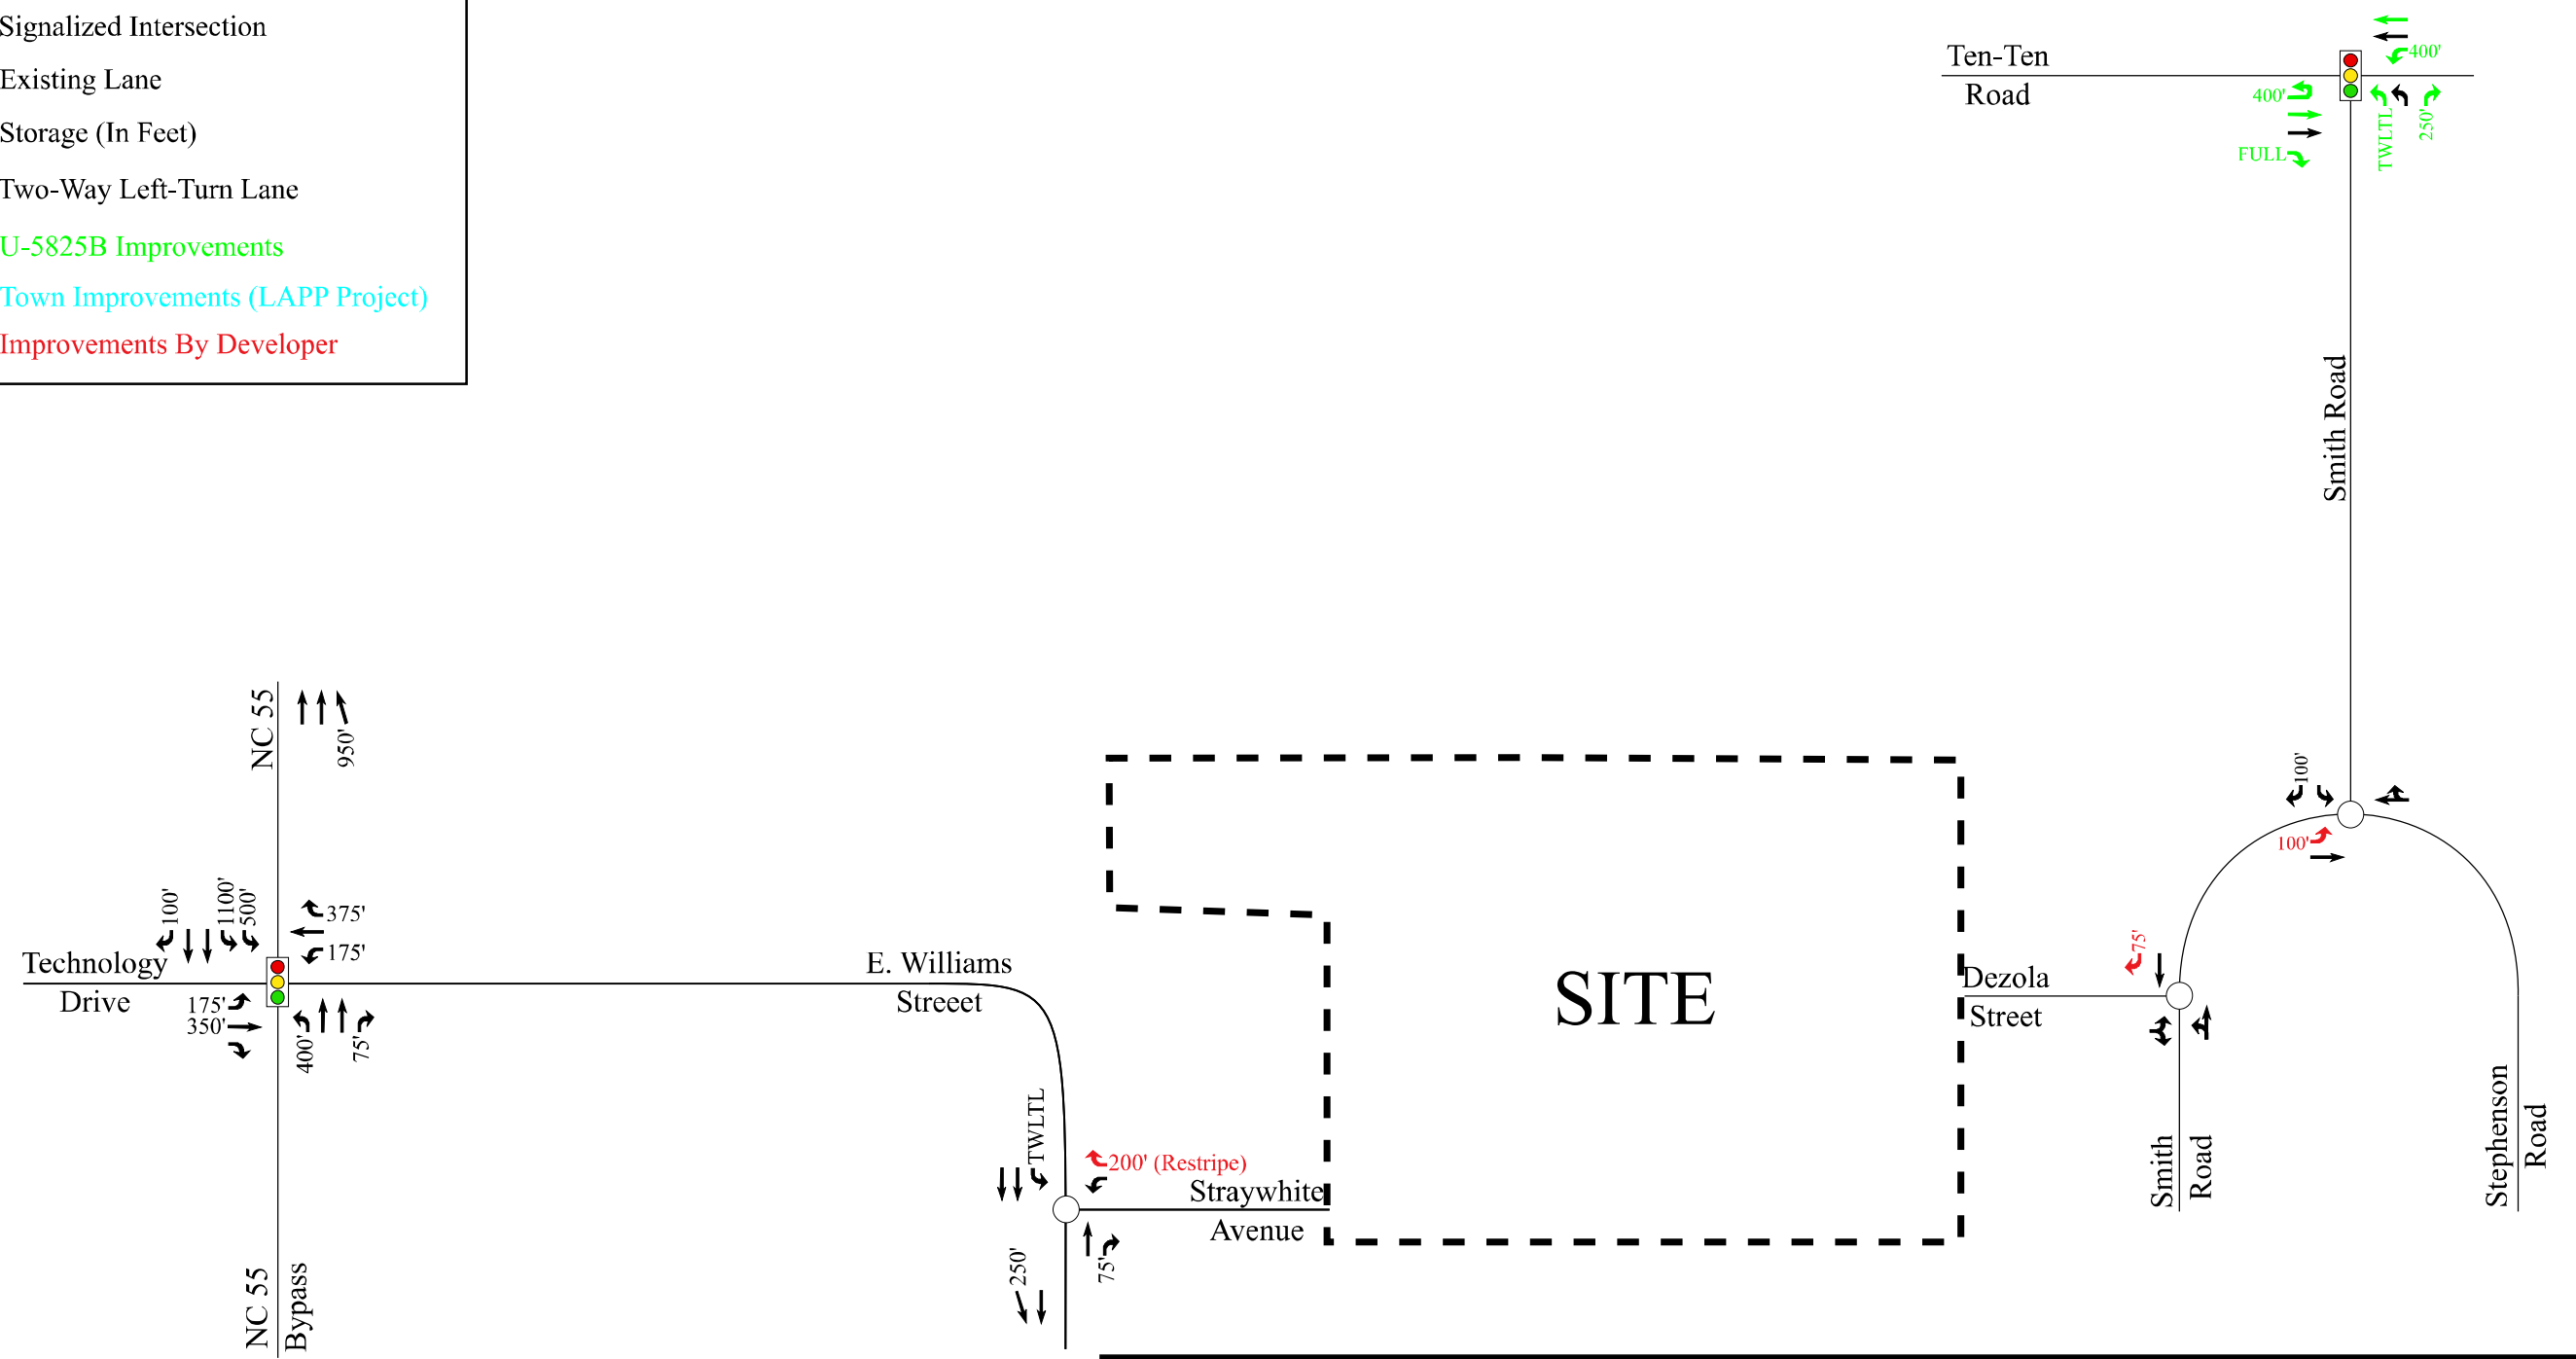 Signalized Intersection
Existing Lane
Storage (In Feet)
Two-Way Left-Turn Lane
U-5825B Improvements
Town Improvements (LAPP Project)
Improvements By Developer
Ten-Ten
Road
400'
400'
FULL
TWLTL
250'
Smith Road
NC 55
950'
100'
1100'
500'
375'
175'
Technology
Drive
175'
350'
400'
75'
NC 55
Bypass
E. Williams
Streeet
TWLTL
200' (Restripe)
Straywhite
Avenue
250'
75'
SITE
100'
100'
75'
Dezola
Street
Smith
Road
Stephenson
Road